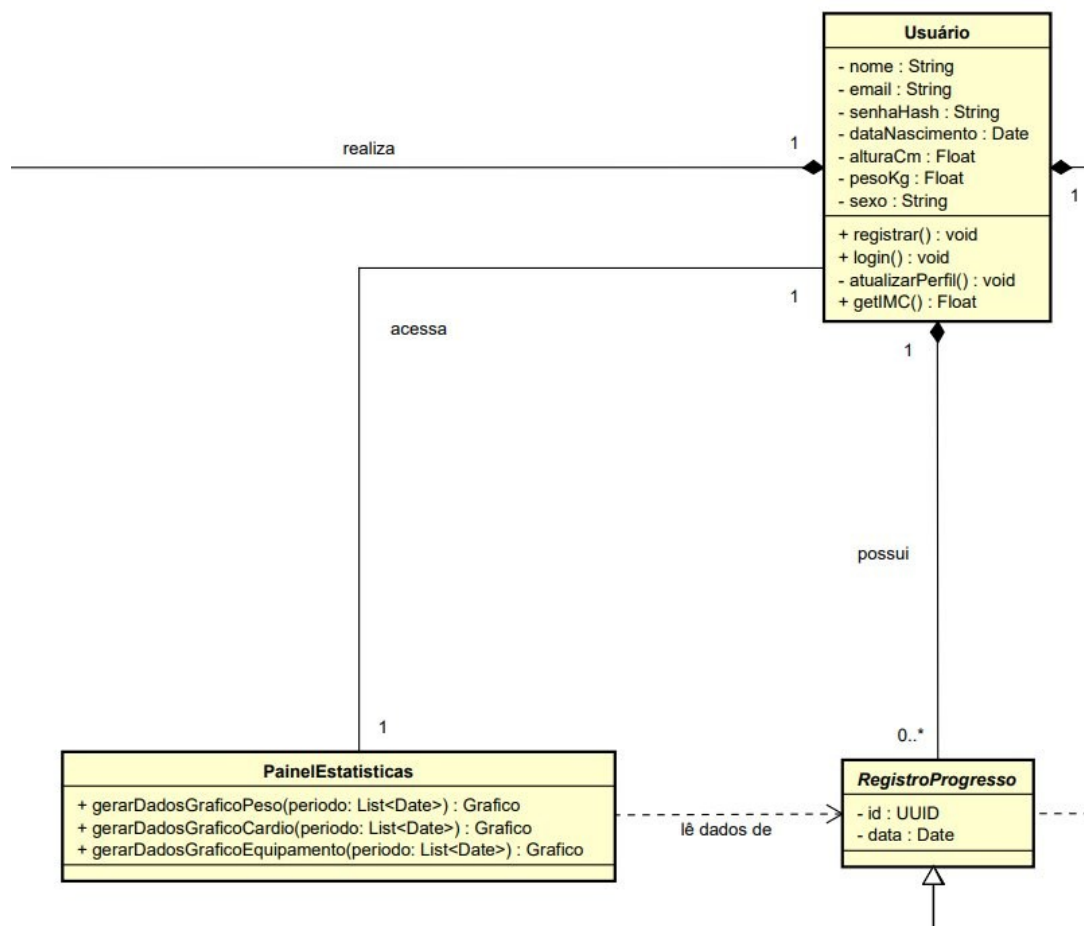 Usuário
- nome : String
- email : String
- senhaHash : String
- dataNascimento : Date
- alturaCm : Float
- pesoKg : Float
- sexo : String
+ registrar() : void
+ login() : void
- atualizarPerfil() : void
+ getIMC() : Float
realiza
1
1
acessa
1
1
possui
1
0..*
PainelEstatisticas
+ gerarDadosGraficoPeso(periodo: List<Date>) : Grafico
+ gerarDadosGraficoCardio(periodo: List<Date>) : Grafico
+ gerarDadosGraficoEquipamento(periodo: List<Date>) : Grafico
lê dados de
RegistroProgresso
- id : UUID
- data : Date